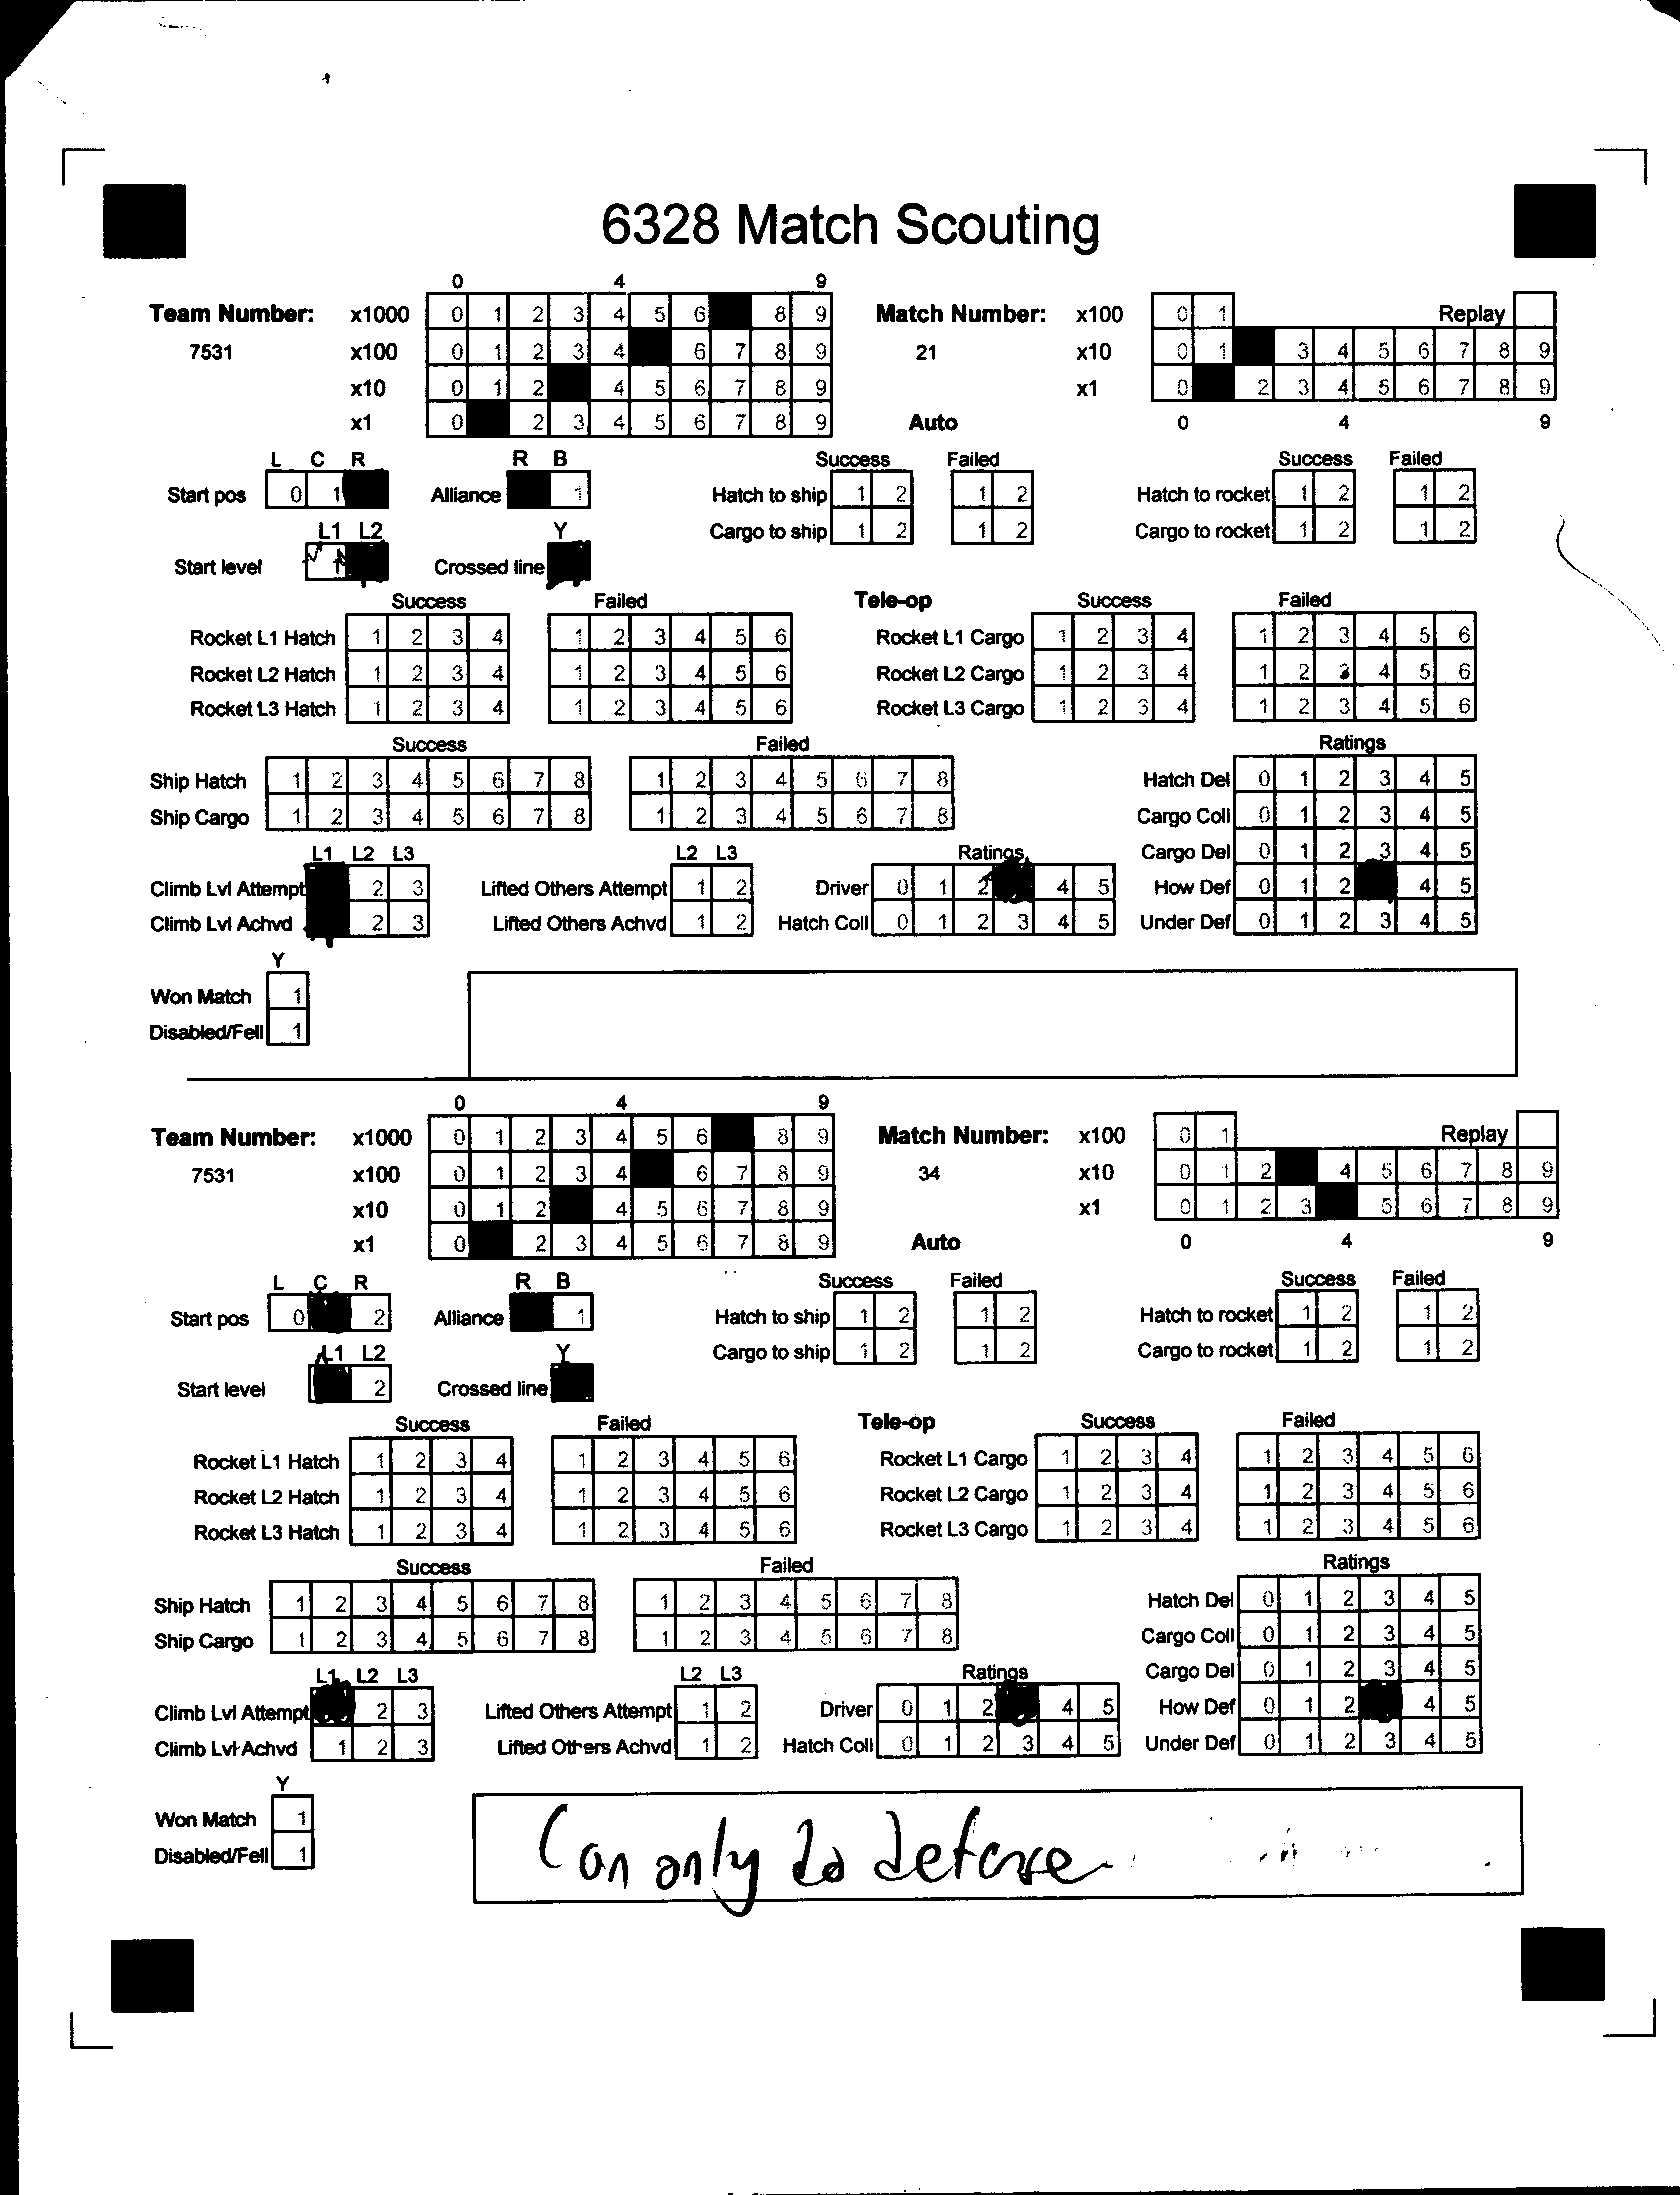 6328 Match Scouting
0 4 9
Team Number: x1000 0 1 2 3 4 5 6 8 9 Match Number: x100 0 1 Replay
7531 x100 0 1 2 3 4 6 7 8 9 21 x10 0 1 3 4 5 6 7 8 9
x10 0 1 2 4 5 6 7 8 9 x1 0 2 3 4 5 6 7 8 9
x1 0 2 3 4 5 6 7 8 9 Auto 0 4 9
L C R R B Success Failed Success Failed
Start pos 0 1 Alliance 1 Hatch to ship 1 2 1 2 Hatch to rocket 1 2 1 2
L1 L2 Y Cargo to ship 1 2 1 2 Cargo to rocket 1 2 1 2
Start level 1 Crossed line
Success Failed Tele-op Success Failed
Rocket L1 Hatch 1 2 3 4 1 2 3 4 5 6 Rocket L1 Cargo 1 2 3 4 1 2 3 4 5 6
Rocket L2 Hatch 1 2 3 4 1 2 3 4 5 6 Rocket L2 Cargo 1 2 3 4 1 2 3 4 5 6
Rocket L3 Hatch 1 2 3 4 1 2 3 4 5 6 Rocket L3 Cargo 1 2 3 4 1 2 3 4 5 6
Success Failed Ratings
Ship Hatch 1 2 3 4 5 6 7 8 1 2 3 4 5 6 7 8 Hatch Del 0 1 2 3 4 5
Ship Cargo 1 2 3 4 5 6 7 8 1 2 3 4 5 6 7 8 Cargo Coll 0 1 2 3 4 5
L1 L2 L3 L2 L3 Ratings Cargo Del 0 1 2 3 4 5
Climb Lvl Attempt 2 3 Lifted Others Attempt 1 2 Driver 0 1 2 4 5 How Def 0 1 2 4 5
Climb Lvl Achvd 2 3 Lifted Others Achvd 1 2 Hatch Coll 0 1 2 3 4 5 Under Def 0 1 2 3 4 5
Y
Won Match 1
Disabled/Fell 1
0 4 9
Team Number: x1000 0 1 2 3 4 5 6 8 9 Match Number: x100 0 1 Replay
7531 x100 0 1 2 3 4 6 7 8 9 34 x10 0 1 2 4 5 6 7 8 9
x10 0 1 2 4 5 6 7 8 9 x1 0 1 2 3 5 6 7 8 9
x1 0 2 3 4 5 6 7 8 9 Auto 0 4 9
L C R R B Success Failed Success Failed
Start pos 0 2 Alliance 1 Hatch to ship 1 2 1 2 Hatch to rocket 1 2 1 2
L1 L2 Y Cargo to ship 1 2 1 2 Cargo to rocket 1 2 1 2
Start level 2 Crossed line
Success Failed Tele-op Success Failed
Rocket L1 Hatch 1 2 3 4 1 2 3 4 5 6 Rocket L1 Cargo 1 2 3 4 1 2 3 4 5 6
Rocket L2 Hatch 1 2 3 4 1 2 3 4 5 6 Rocket L2 Cargo 1 2 3 4 1 2 3 4 5 6
Rocket L3 Hatch 1 2 3 4 1 2 3 4 5 6 Rocket L3 Cargo 1 2 3 4 1 2 3 4 5 6
Success Failed Ratings
Ship Hatch 1 2 3 4 5 6 7 8 1 2 3 4 5 6 7 8 Hatch Del 0 1 2 3 4 5
Ship Cargo 1 2 3 4 5 6 7 8 1 2 3 4 5 6 7 8 Cargo Coll 0 1 2 3 4 5
L1 L2 L3 L2 L3 Ratings Cargo Del 0 1 2 3 4 5
Climb Lvl Attempt 2 3 Lifted Others Attempt 1 2 Driver 0 1 2 4 5 How Def 0 1 2 4 5
Climb Lvl Achvd 1 2 3 Lifted Others Achvd 1 2 Hatch Coll 0 1 2 3 4 5 Under Def 0 1 2 3 4 5
Y
Won Match 1
Disabled/Fell 1
Can only do defense